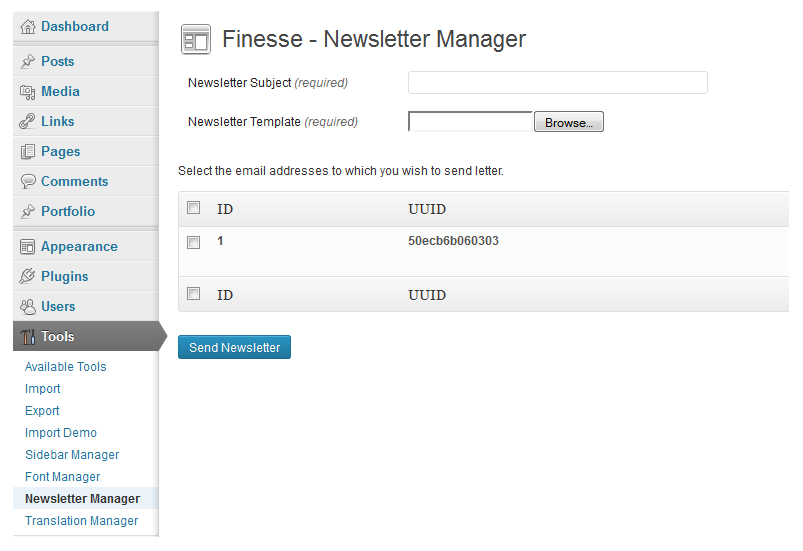 Dashboard
Posts
Media
Links
Pages
Comments
Portfolio
Appearance
Plugins
Users
Tools
Available Tools
Import
Export
Import Demo
Sidebar Manager
Font Manager
Newsletter Manager
Translation Manager
Finesse - Newsletter Manager
Newsletter Subject (required)
Newsletter Template (required) Browse...
Select the email addresses to which you wish to send letter.
ID UUID
1 50ecb6b060303
ID UUID
Send Newsletter